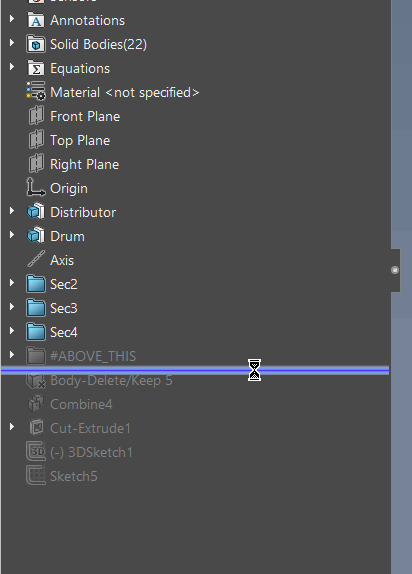 Sensors
Annotations
Solid Bodies(22)
Equations
Material <not specified>
Front Plane
Top Plane
Right Plane
Origin
Distributor
Drum
Axis
Sec2
Sec3
Sec4
#ABOVE_THIS
Body-Delete/Keep 5
Combine4
Cut-Extrude1
(-) 3DSketch1
Sketch5